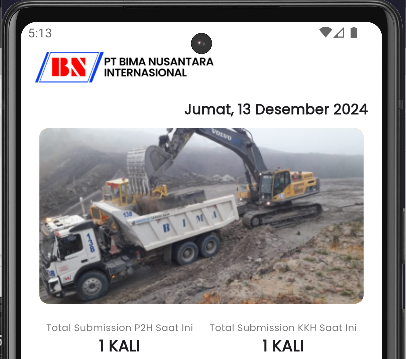 5:13
BN
PT BIMA NUSANTARA
INTERNASIONAL
Jumat, 13 Desember 2024
VOLVO
BIMA
Total Submission P2H Saat Ini
1 KALI
Total Submission KKH Saat Ini
1 KALI